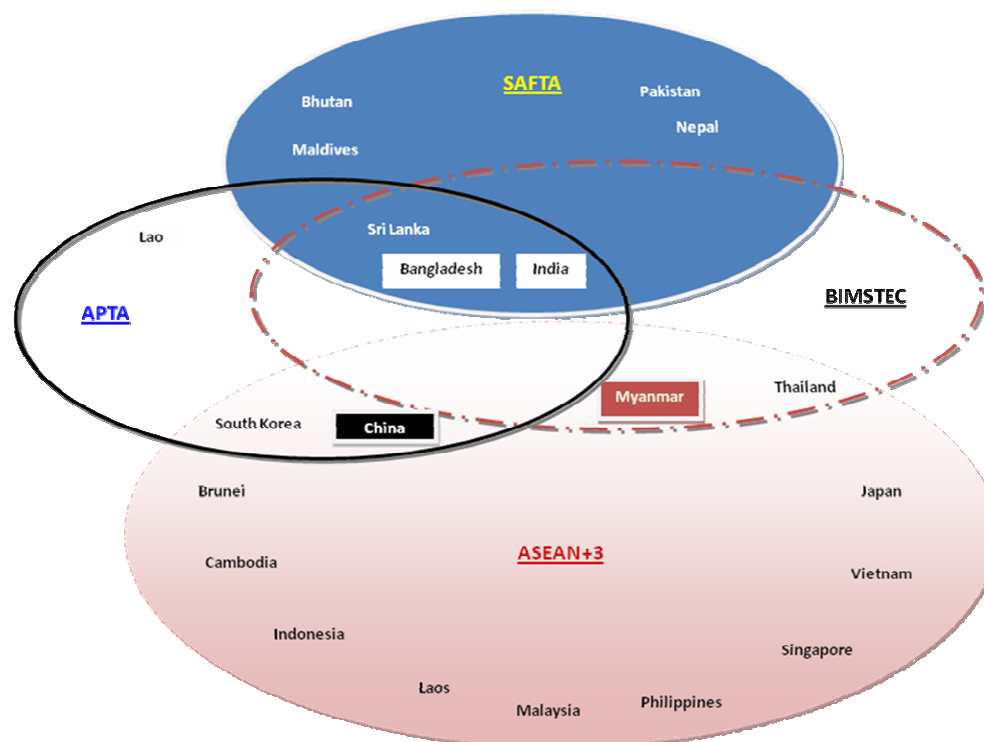 SAFTA
Bhutan
Pakistan
Nepal
Maldives
Lao
Sri Lanka
Bangladesh
India
BIMSTEC
APTA
Thailand
Myanmar
South Korea
China
Brunei
Japan
ASEAN+3
Cambodia
Vietnam
Indonesia
Singapore
Laos
Malaysia
Philippines